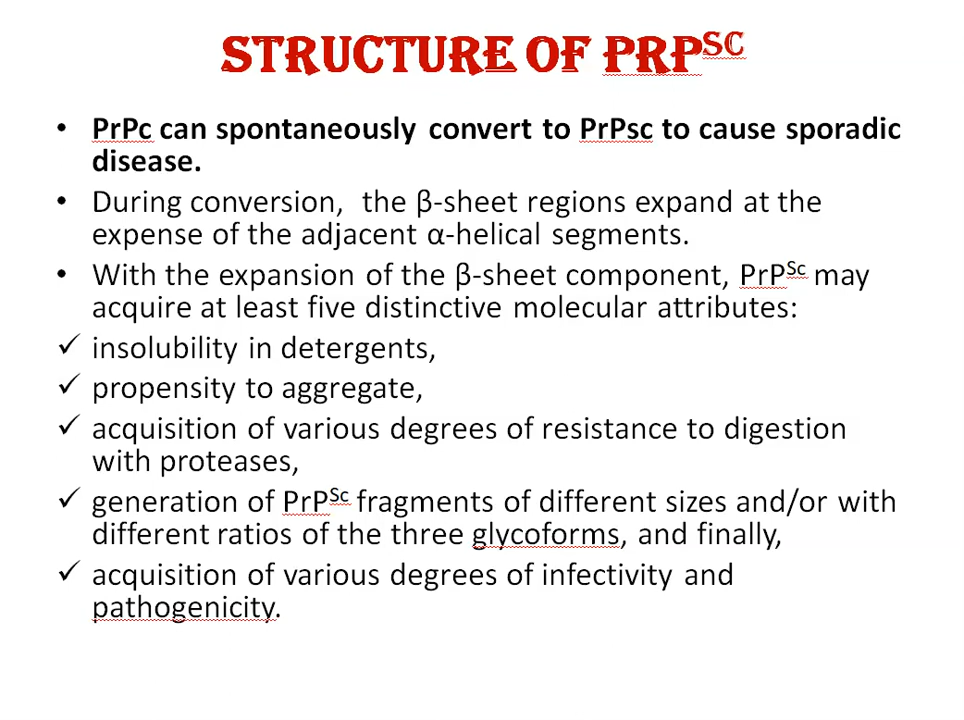 STRUCTURE OF PRPSC
• PrPc can spontaneously convert to PrPsc to cause sporadic
disease.
• During conversion, the β-sheet regions expand at the
expense of the adjacent α-helical segments.
• With the expansion of the β-sheet component, PrPSc may
acquire at least five distinctive molecular attributes:
✓ insolubility in detergents,
✓ propensity to aggregate,
✓ acquisition of various degrees of resistance to digestion
with proteases,
✓ generation of PrPSc fragments of different sizes and/or with
different ratios of the three glycoforms, and finally,
✓ acquisition of various degrees of infectivity and
pathogenicity.